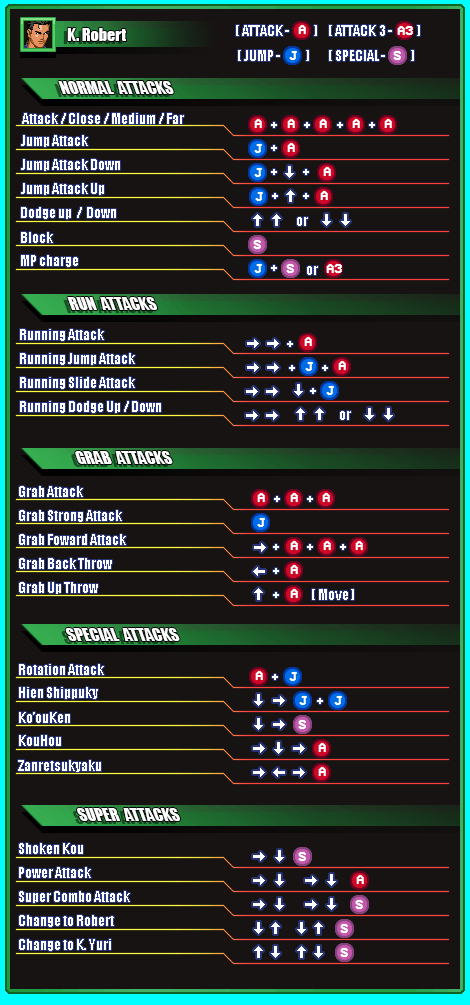 K. Robert
[ ATTACK - A ] [ ATTACK 3 - A3 ]
[ JUMP - J ] [ SPECIAL - S ]
NORMAL ATTACKS
Attack / Close / Medium / Far A + A + A + A + A
Jump Attack J + A
Jump Attack Down J + ↓ + A
Jump Attack Up J + ↑ + A
Dodge up / Down ↑ ↑ or ↓ ↓
Block S
MP charge J + S or A3
RUN ATTACKS
Running Attack → → + A
Running Jump Attack → → + J + A
Running Slide Attack → → ↓ + J
Running Dodge Up / Down → → ↑ ↑ or ↓ ↓
GRAB ATTACKS
Grab Attack A + A + A
Grab Strong Attack J
Grab Foward Attack → + A + A + A
Grab Back Throw ← + A
Grab Up Throw ↑ + A [ Move ]
SPECIAL ATTACKS
Rotation Attack A + J
Hien Shippuky ↓ → J + J
Ko'ouKen ↓ → S
KouHou → ↓ → A
Zanretsukyaku → ← → A
SUPER ATTACKS
Shoken Kou → ↓ S
Power Attack → ↓ → ↓ A
Super Combo Attack → ↓ → ↓ S
Change to Robert ↓ ↑ ↓ ↑ S
Change to K. Yuri ↑ ↓ ↑ ↓ S